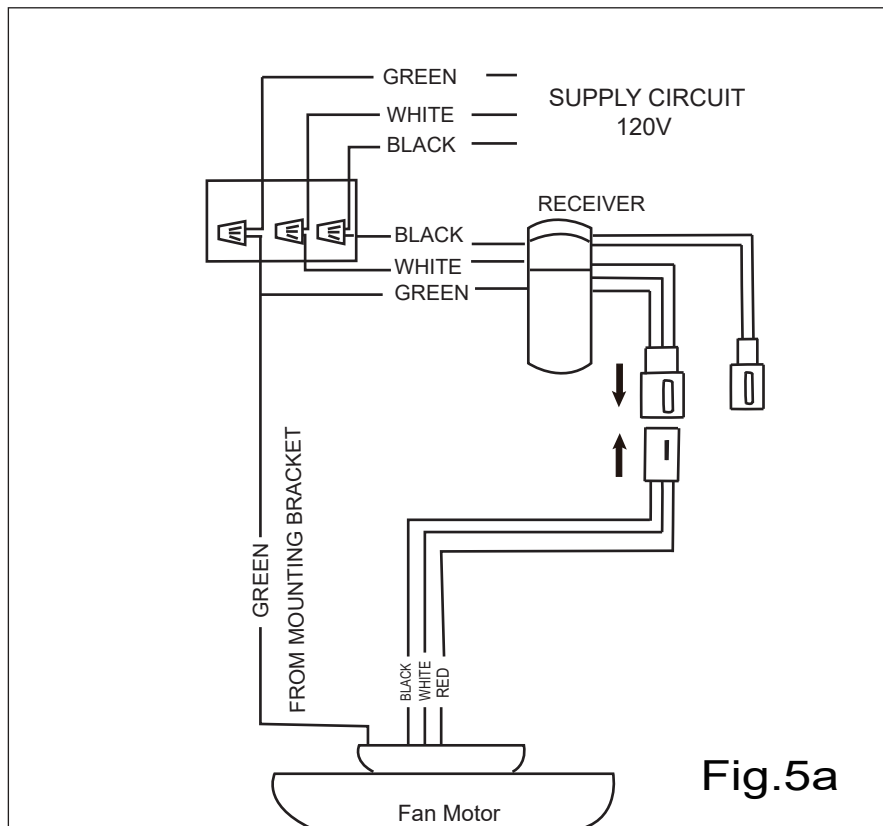 GREEN
WHITE
BLACK
SUPPLY CIRCUIT
120V
RECEIVER
BLACK
WHITE
GREEN
GREEN
FROM MOUNTING BRACKET
BLACK
WHITE
RED
Fan Motor
Fig.5a